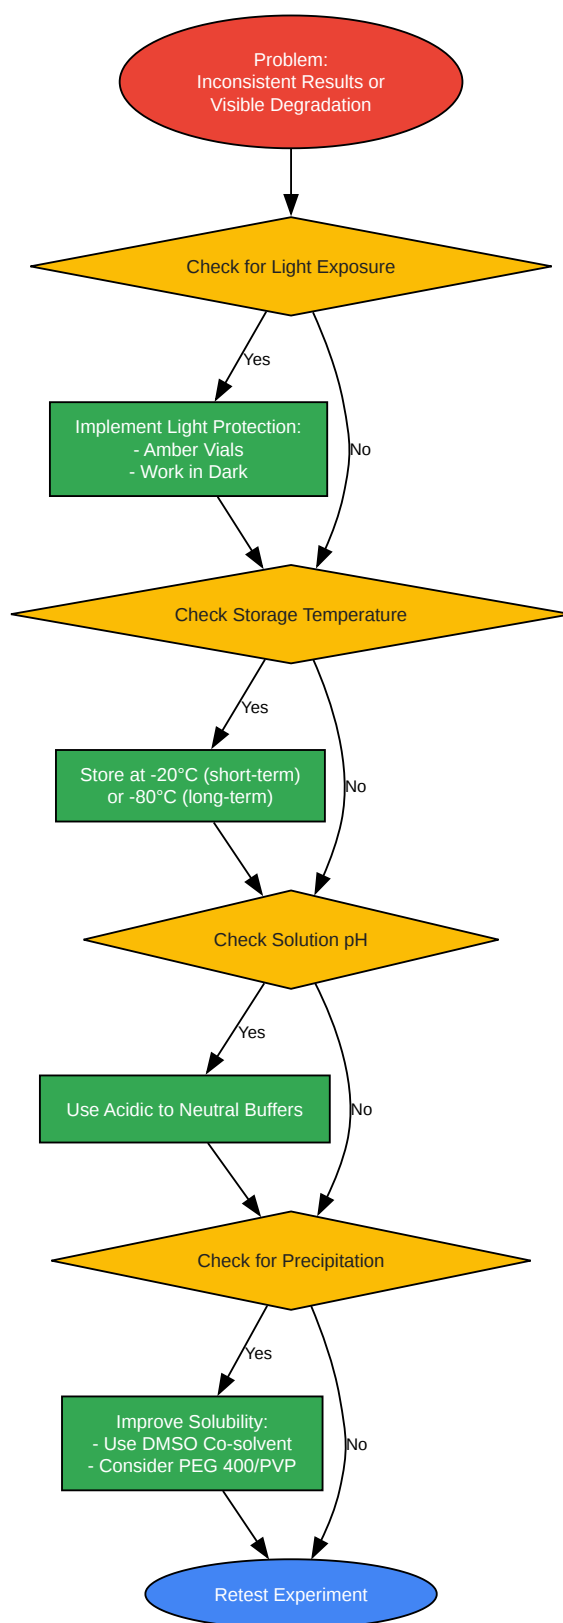 Problem:
Inconsistent Results or
Visible Degradation
Check for Light Exposure
Yes
Implement Light Protection:
- Amber Vials
- Work in Dark
No
Check Storage Temperature
Yes
Store at -20°C (short-term)
or -80°C (long-term)
No
Check Solution pH
Yes
Use Acidic to Neutral Buffers
No
Check for Precipitation
Yes
Improve Solubility:
- Use DMSO Co-solvent
- Consider PEG 400/PVP
No
Retest Experiment